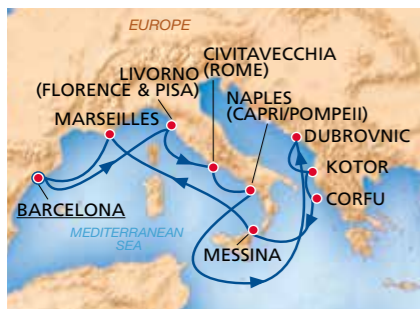 EUROPE
CIVITAVECCHIA
(ROME)
LIVORNO
(FLORENCE & PISA)
NAPLES
(CAPRI/POMPEII)
MARSEILLES
DUBROVNIC
KOTOR
CORFU
BARCELONA
MEDITERRANEAN
SEA
MESSINA